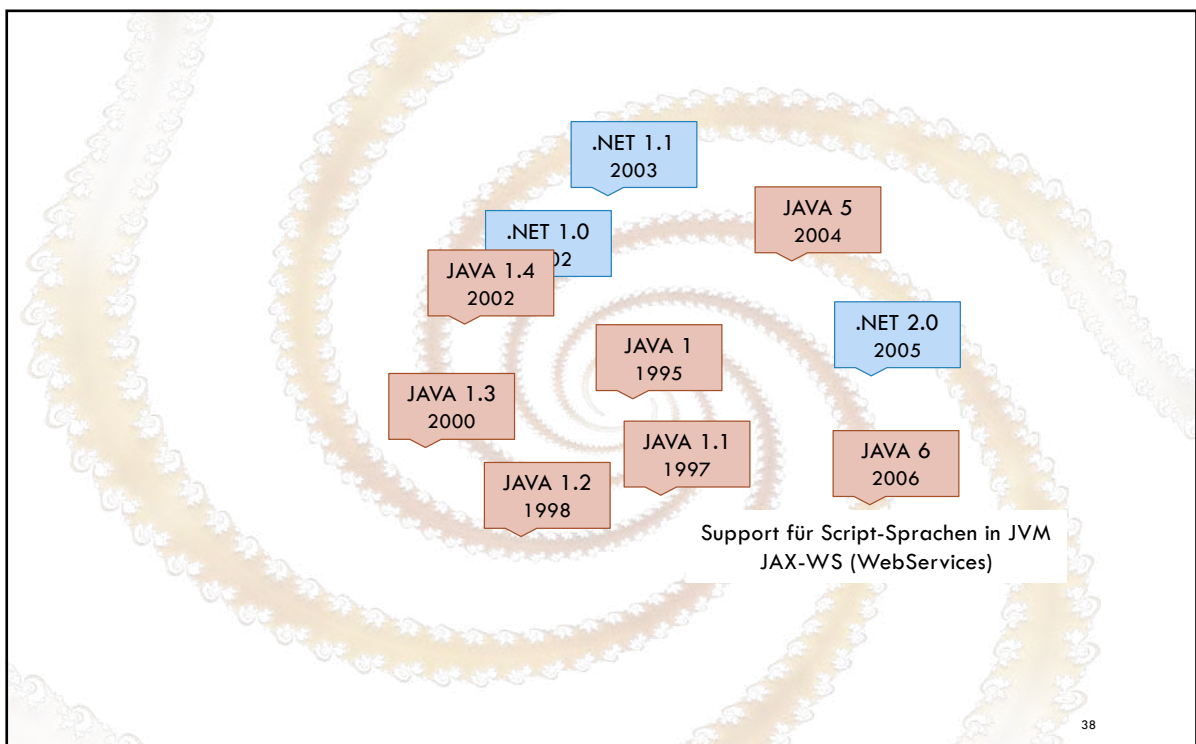 .NET 1.1
2003
JAVA 5
2004
.NET 1.0
02
JAVA 1.4
2002
.NET 2.0
2005
JAVA 1
1995
JAVA 1.3
2000
JAVA 1.1
1997
JAVA 6
2006
JAVA 1.2
1998
Support für Script-Sprachen in JVM
JAX-WS (WebServices)
38